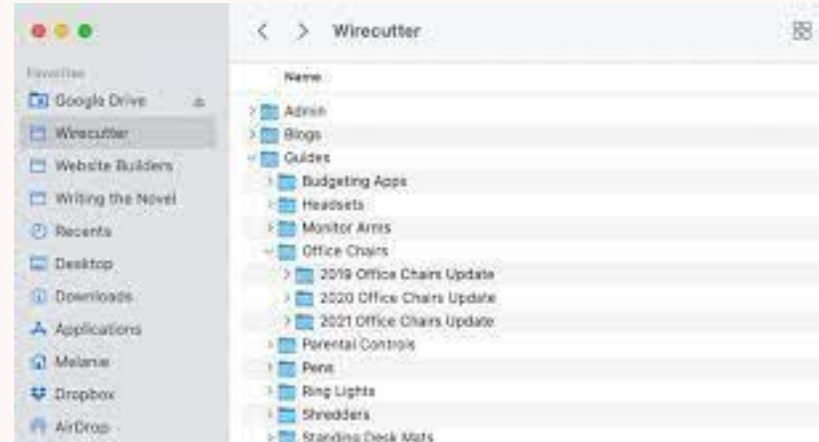 Wirecutter
Favorites
Google Drive
Wirecutter
Website Builders
Writing the Novel
Recents
Desktop
Downloads
Applications
Melanie
Dropbox
AirDrop
Name
Admin
Blogs
Guides
Budgeting Apps
Headsets
Monitor Arms
Office Chairs
2019 Office Chairs Update
2020 Office Chairs Update
2021 Office Chairs Update
Parental Controls
Pens
Ring Lights
Shredders
Standing Desk Mats